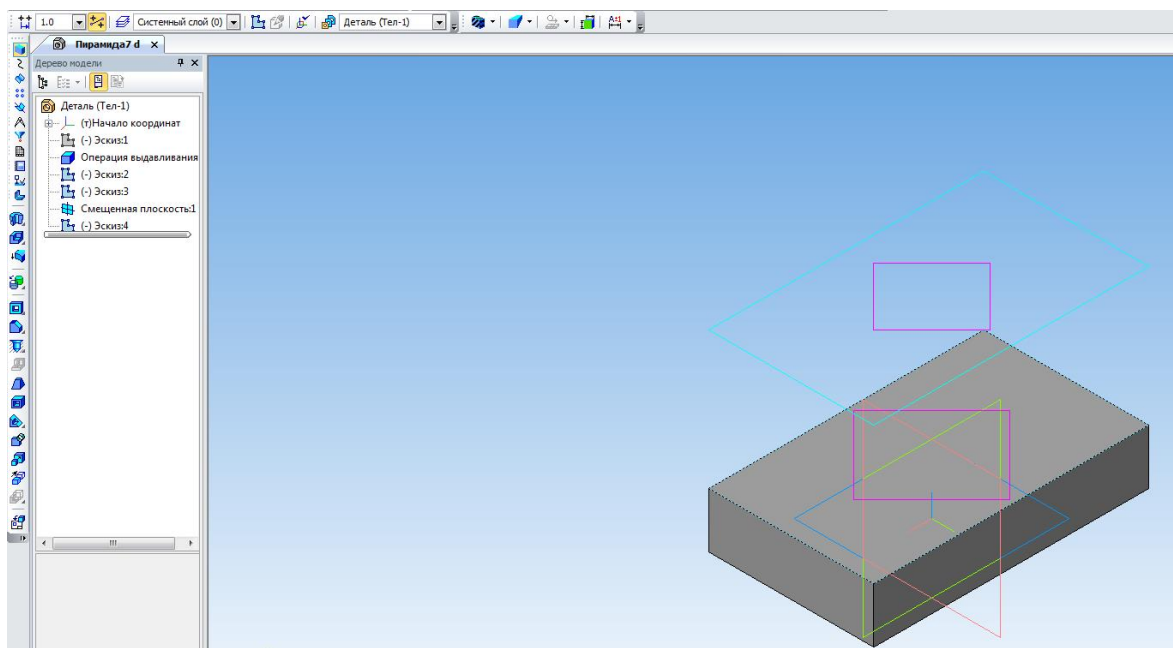 1.0 Системный слой (0) Деталь (Тел-1)
Пирамида7 d
Дерево модели
Деталь (Тел-1)
(т)Начало координат
(-) Эскиз:1
Операция выдавливания
(-) Эскиз:2
(-) Эскиз:3
Смещенная плоскость:1
(-) Эскиз:4